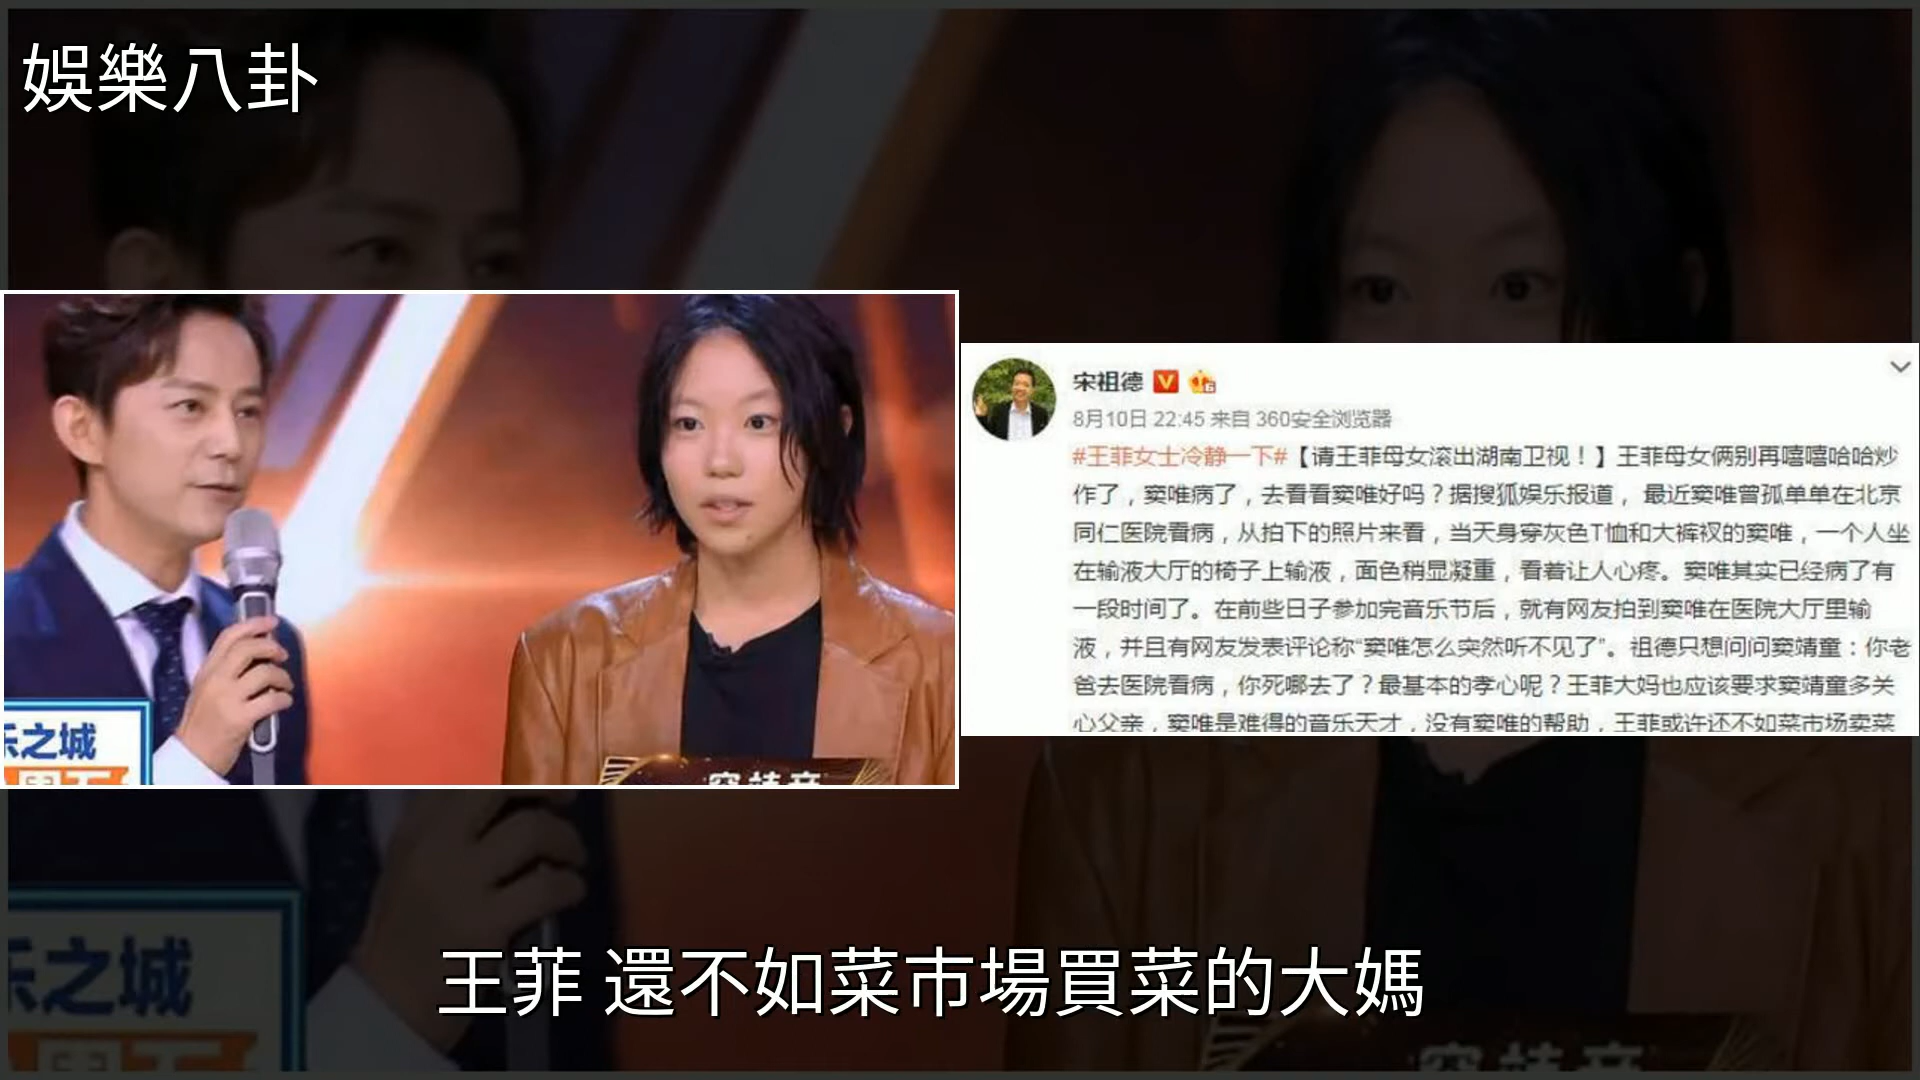 娛樂八卦
乐之城
宋祖德
8月10日 22:45 来自 360安全浏览器
#王菲女士冷静一下#【请王菲母女滚出湖南卫视！】王菲母女俩别再嘻嘻哈哈炒
作了，窦唯病了，去看看窦唯好吗？据搜狐娱乐报道， 最近窦唯曾孤单单在北京
同仁医院看病，从拍下的照片来看，当天身穿灰色T恤和大裤衩的窦唯，一个人坐
在输液大厅的椅子上输液，面色稍显凝重，看着让人心疼。窦唯其实已经病了有
一段时间了。在前些日子参加完音乐节后，就有网友拍到窦唯在医院大厅里输
液，并且有网友发表评论称“窦唯怎么突然听不见了”。祖德只想问问窦靖童：你老
爸去医院看病，你死哪去了？最基本的孝心呢？王菲大妈也应该要求窦靖童多关
心父亲，窦唯是难得的音乐天才，没有窦唯的帮助，王菲或许还不如菜市场卖菜
窦靖童
王菲 還不如菜市場買菜的大媽
乐之城